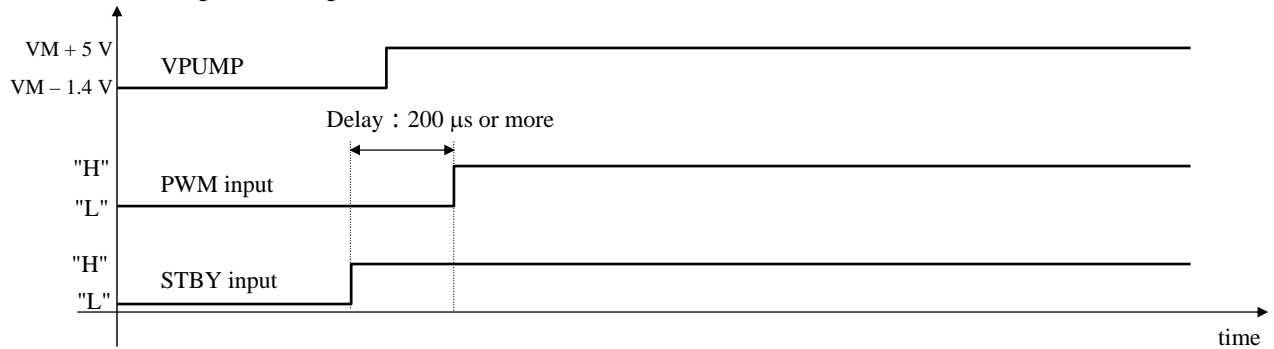 VM + 5 V
VPUMP
VM – 1.4 V
Delay：200 μs or more
"H"
PWM input
"L"
"H"
STBY input
"L"
time